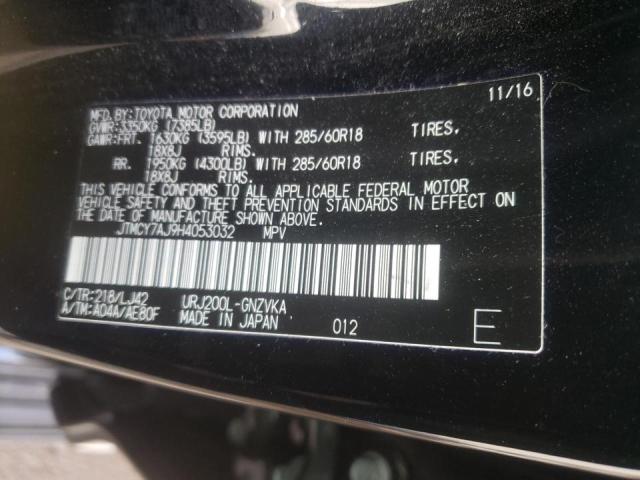 11/16
MFD.BY:TOYOTA MOTOR CORPORATION
GVWR:3350KG (7385LB)
GAWR:FRT. 1630KG (3595LB) WITH 285/60R18 TIRES,
18X8J RIMS.
RR. 1950KG (4300LB) WITH 285/60R18 TIRES,
18X8J RIMS.
THIS VEHICLE CONFORMS TO ALL APPLICABLE FEDERAL MOTOR
VEHICLE SAFETY AND THEFT PREVENTION STANDARDS IN EFFECT ON
THE DATE OF MANUFACTURE SHOWN ABOVE.
JTMCY7AJ9H4053032 MPV
C/TR:218/LJ42 URJ200L-GNZVKA
A/TM:A04A/AE80F MADE IN JAPAN 012 E